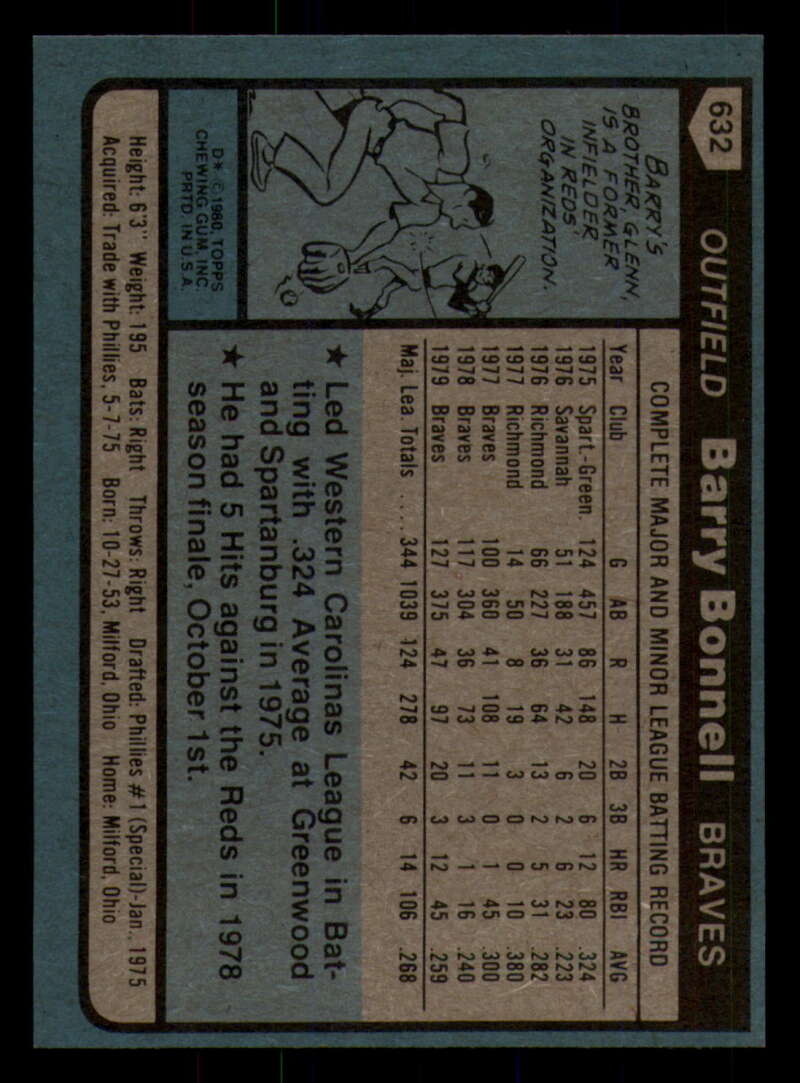 632 OUTFIELD Barry Bonnell BRAVES
BARRY'S
BROTHER, GLENN,
IS A FORMER
INFIELDER
IN REDS'
ORGANIZATION.
D* © 1980 TOPPS
CHEWING GUM, INC.
PRTD. IN U.S.A.
COMPLETE MAJOR AND MINOR LEAGUE BATTING RECORD
Year Club G AB R H 2B 3B HR RBI AVG
1975 Spart.-Green. 124 457 86 148 20 6 12 80 .324
1976 Savannah 51 188 31 42 6 2 6 23 .223
1976 Richmond 66 227 36 64 13 2 5 31 .282
1977 Richmond 14 50 8 19 3 0 0 10 .380
1977 Braves 100 360 41 108 11 0 1 45 .300
1978 Braves 117 304 36 73 11 3 1 16 .240
1979 Braves 127 375 47 97 20 3 12 45 .259
Maj. Lea. Totals .... 344 1039 124 278 42 6 14 106 .268
★ Led Western Carolinas League in Bat-
ting with .324 Average at Greenwood
and Spartanburg in 1975.
★ He had 5 Hits against the Reds in 1978
season finale, October 1st.
Height: 6'3" Weight: 195 Bats: Right Throws: Right Drafted: Phillies #1 (Special)-Jan., 1975
Acquired: Trade with Phillies, 5-7-75 Born: 10-27-53, Milford, Ohio Home: Milford, Ohio